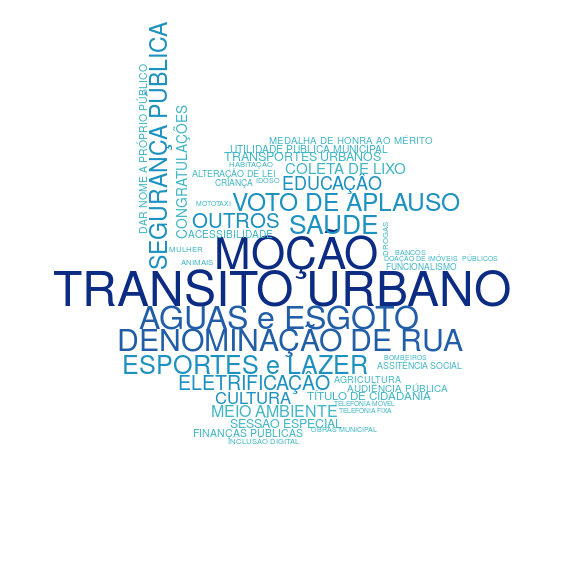 SEGURANÇA PÚBLICA
DAR NOME A PRÓPRIO PÚBLICO
CONGRATULAÇÕES
MEDALHA DE HONRA AO MÉRITO
UTILIDADE PÚBLICA MUNICIPAL
TRANSPORTES URBANOS
HABITAÇÃO
COLETA DE LIXO
ALTERAÇÃO DE LEI
CRIANÇA
IDOSO
EDUCAÇÃO
MOTOTAXI
VOTO DE APLAUSO
OUTROS
SAÚDE
ACESSIBILIDADE
DROGAS
MOÇÃO
MULHER
BANCOS
DOAÇÃO DE IMÓVEIS PÚBLICOS
ANIMAIS
FUNCIONALISMO
TRANSITO URBANO
AGUAS e ESGOTO
DENOMINAÇÃO DE RUA
BOMBEIROS
ESPORTES e LAZER
ASSITÊNCIA SOCIAL
ELETRIFICAÇÃO
AGRICULTURA
AUDIÊNCIA PÚBLICA
CULTURA
TÍTULO DE CIDADANIA
TELEFONIA MÓVEL
MEIO AMBIENTE
TELEFONIA FIXA
SESSÃO ESPECIAL
OBRAS MUNICIPAL
FINANÇAS PÚBLICAS
INCLUSÃO DIGITAL